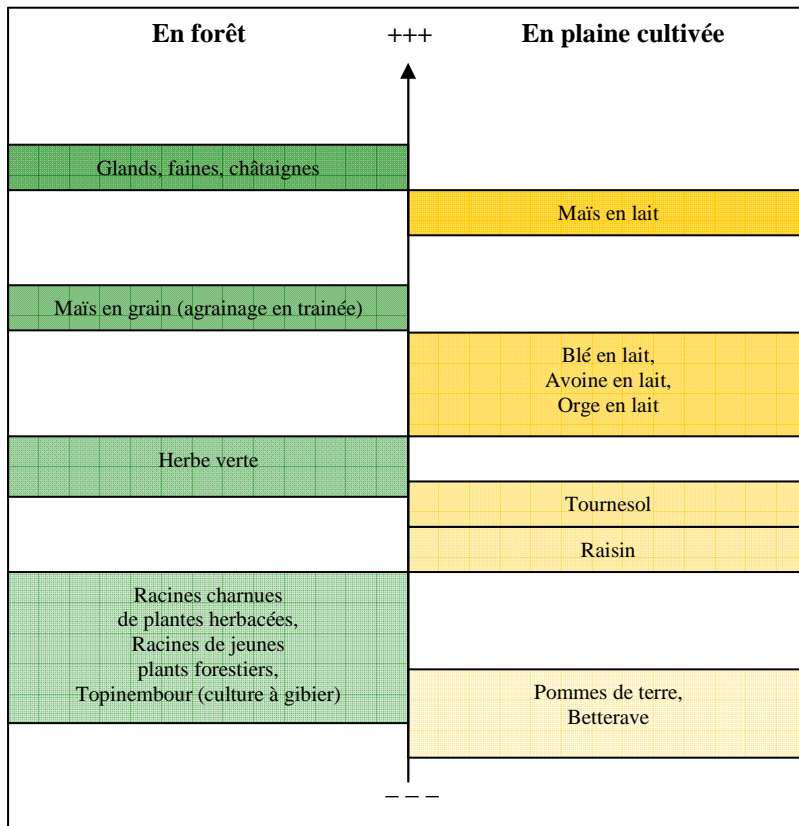 En forêt
+++
En plaine cultivée
Glands, faines, châtaignes
Maïs en lait
Maïs en grain (agrainage en trainée)
Blé en lait,
Avoine en lait,
Orge en lait
Herbe verte
Tournesol
Raisin
Racines charnues
de plantes herbacées,
Racines de jeunes
plants forestiers,
Topinembour (culture à gibier)
Pommes de terre,
Betterave
– – –